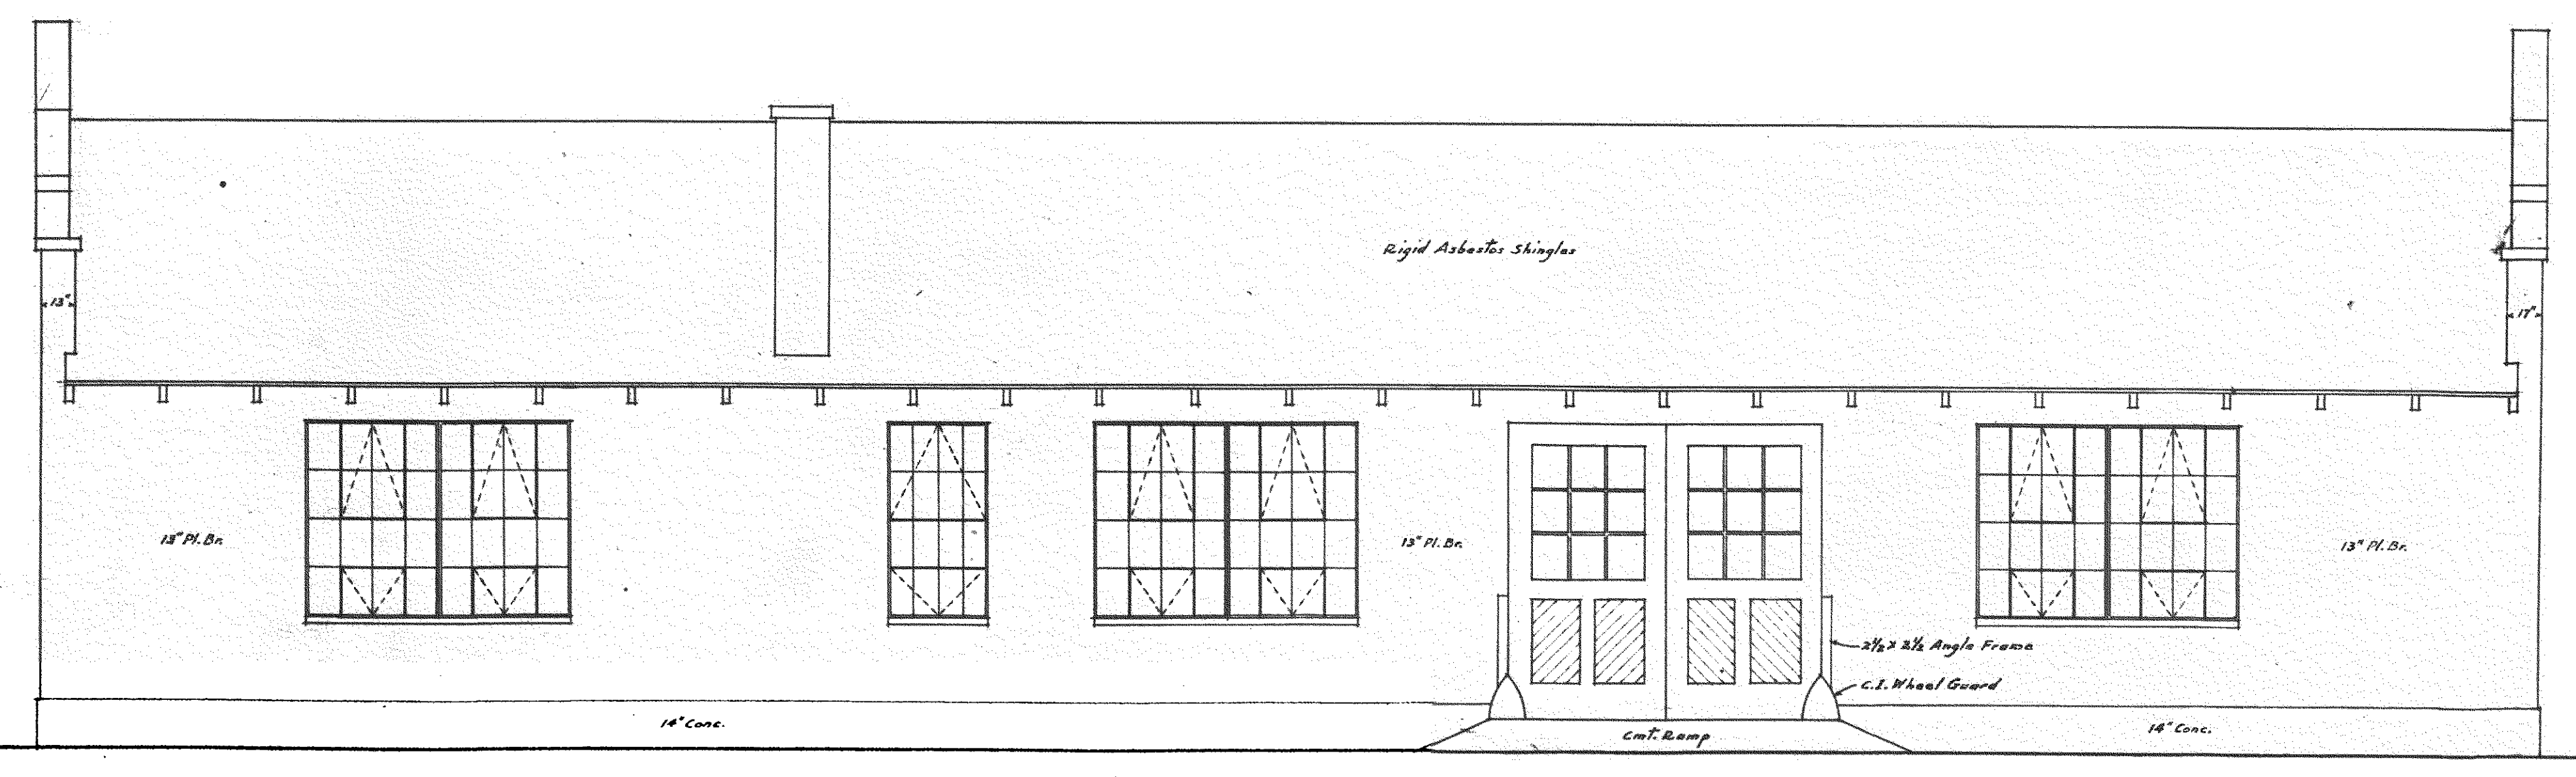 Rigid Asbestos Shingles
13"
17"
13" Pl. Br.
13" Pl. Br.
13" Pl. Br.
2½ x 2½ Angle Frame
C.I. Wheel Guard
14" Conc.
Cmt. Ramp
14" Conc.